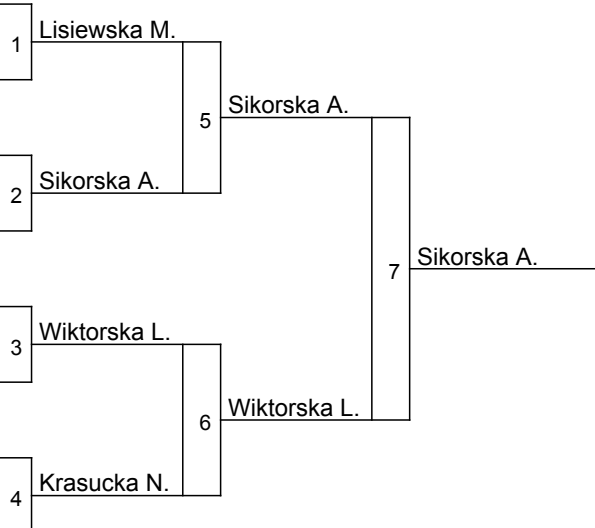 1 Lisiewska M.
5 Sikorska A.
2 Sikorska A.
7 Sikorska A.
3 Wiktorska L.
6 Wiktorska L.
4 Krasucka N.